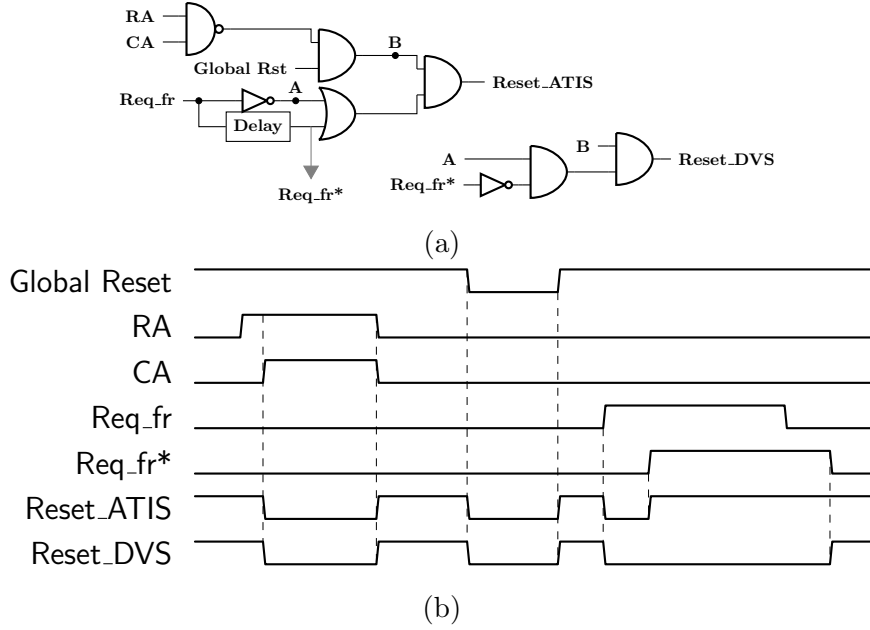 RA
CA
Global Rst
B
Reset_ATIS
Req_fr
A
Delay
Req_fr*
A
B
Req_fr*
Reset_DVS
(a)
Global Reset
RA
CA
Req_fr
Req_fr*
Reset_ATIS
Reset_DVS
(b)